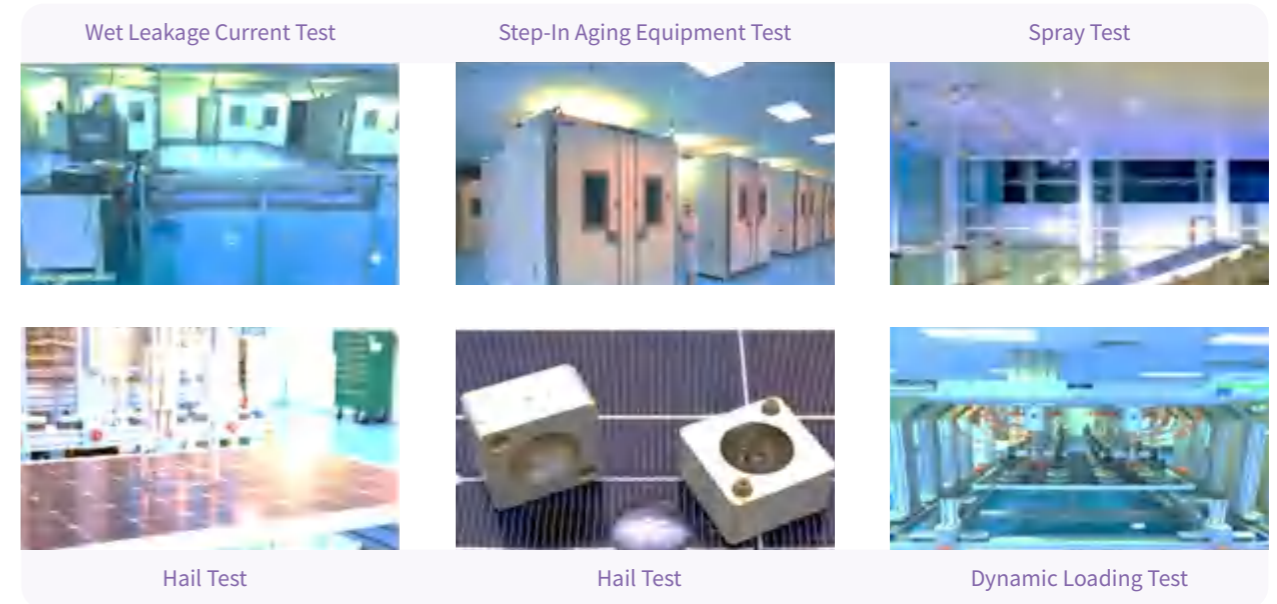 Wet Leakage Current Test
Step-In Aging Equipment Test
Spray Test
Hail Test
Hail Test
Dynamic Loading Test